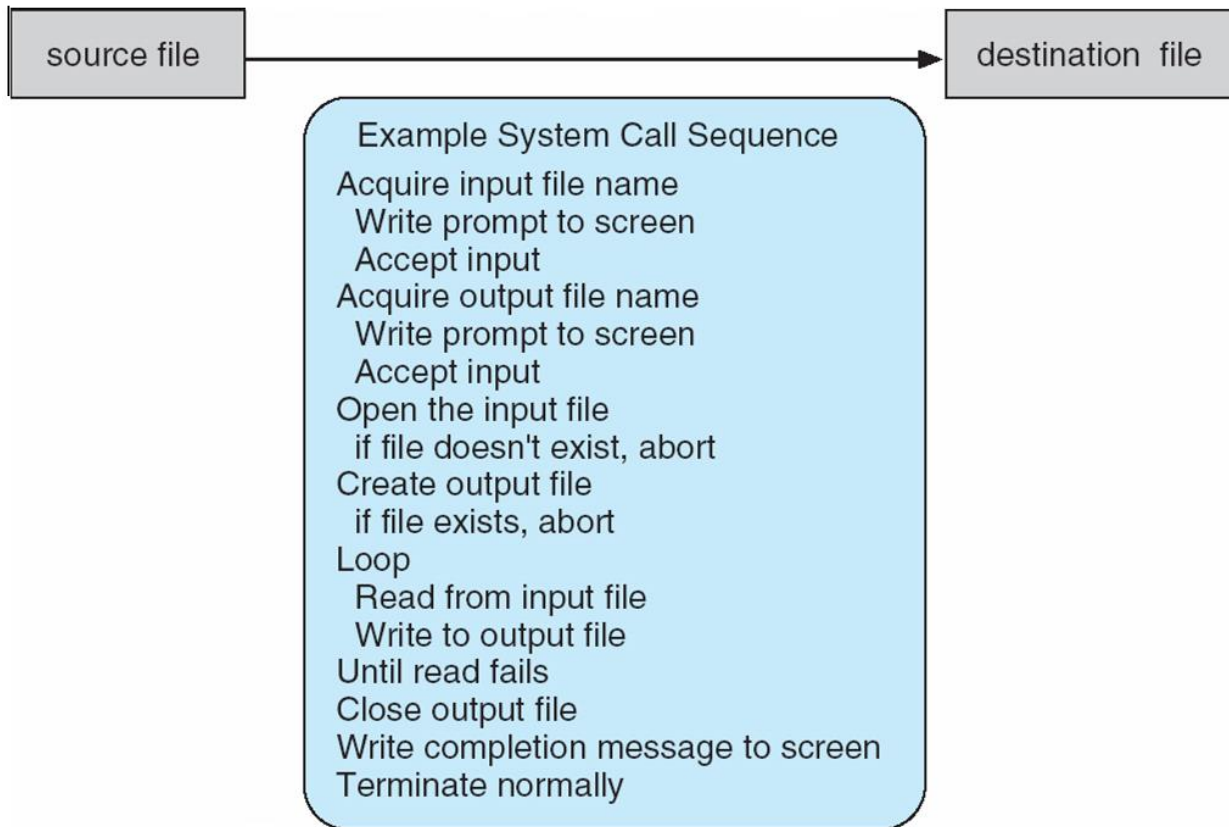 source file
destination file
Example System Call Sequence
Acquire input file name
Write prompt to screen
Accept input
Acquire output file name
Write prompt to screen
Accept input
Open the input file
if file doesn't exist, abort
Create output file
if file exists, abort
Loop
Read from input file
Write to output file
Until read fails
Close output file
Write completion message to screen
Terminate normally